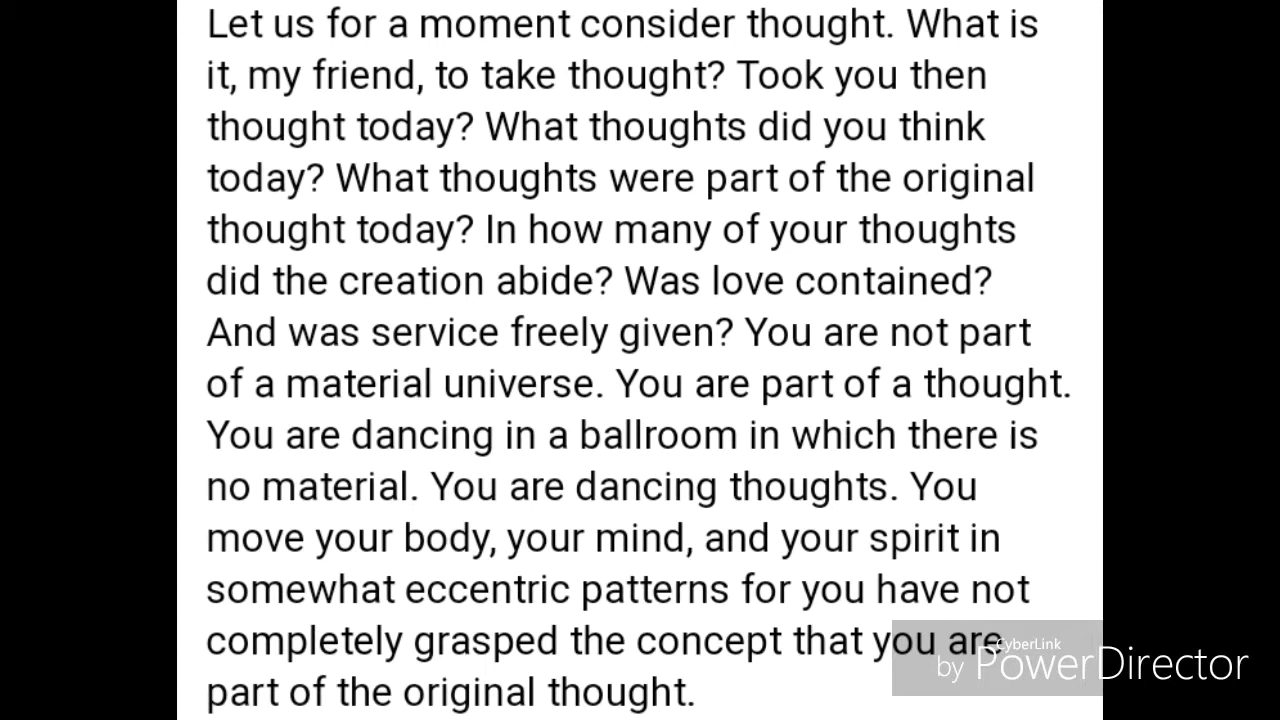 Let us for a moment consider thought. What is
it, my friend, to take thought? Took you then
thought today? What thoughts did you think
today? What thoughts were part of the original
thought today? In how many of your thoughts
did the creation abide? Was love contained?
And was service freely given? You are not part
of a material universe. You are part of a thought.
You are dancing in a ballroom in which there is
no material. You are dancing thoughts. You
move your body, your mind, and your spirit in
somewhat eccentric patterns for you have not
completely grasped the concept that you are
part of the original thought.
CyberLink
by PowerDirector